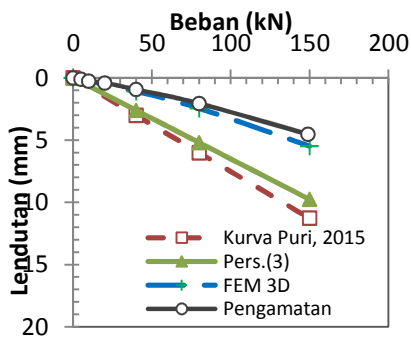 Beban (kN)
0 50 100 150 200
0
5
10
15
20
Lendutan (mm)
Kurva Puri, 2015
Pers.(3)
FEM 3D
Pengamatan